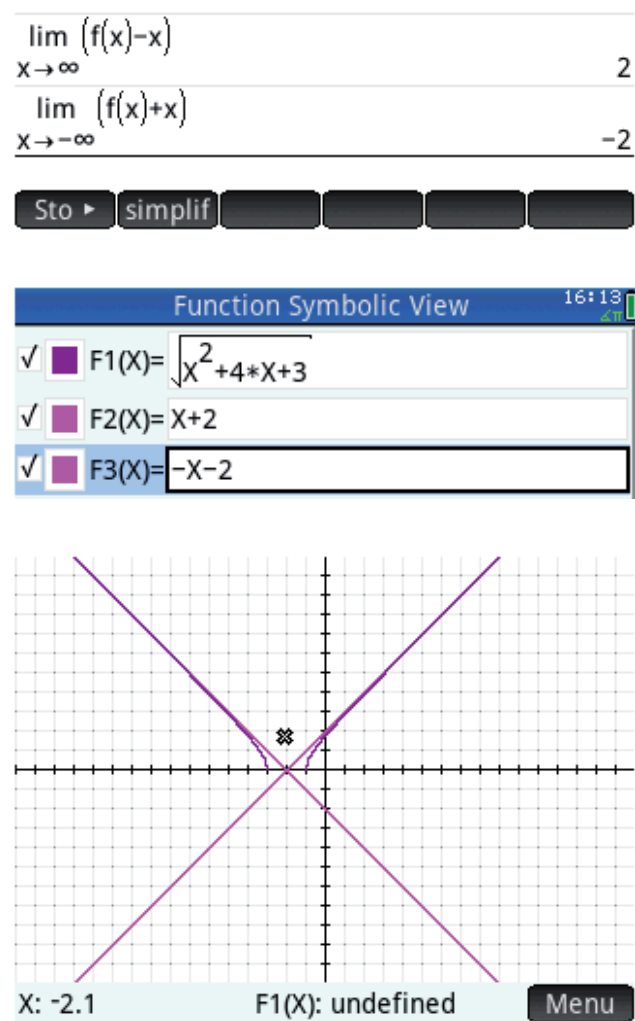 lim (f(x)−x)
x→∞
2
lim (f(x)+x)
x→−∞
−2
Sto ▸ simplif
Function Symbolic View 16:13
∡π
√ F1(X)= √X²+4*X+3
√ F2(X)= X+2
√ F3(X)= −X−2
X: -2.1 F1(X): undefined Menu